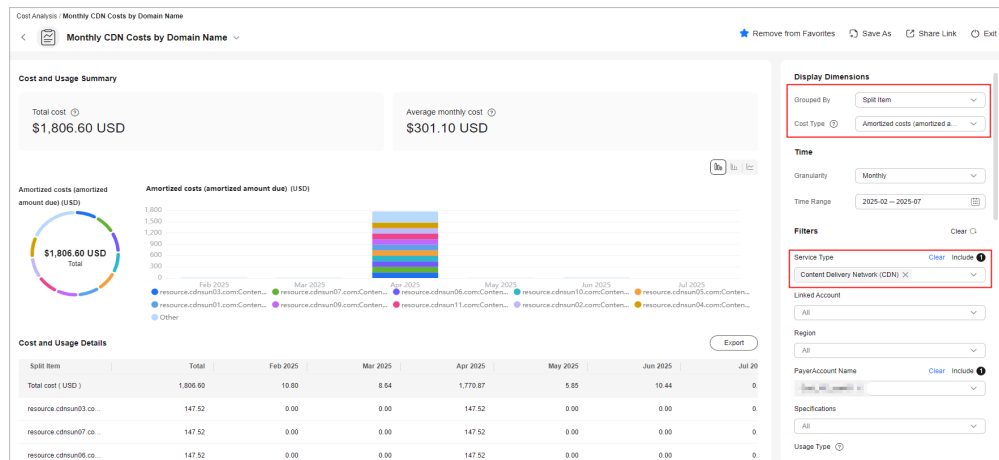 Cost Analysis / Monthly CDN Costs by Domain Name
Monthly CDN Costs by Domain Name
Remove from Favorites Save As Share Link Exit
Cost and Usage Summary
Total cost
$1,806.60 USD
Average monthly cost
$301.10 USD
Amortized costs (amortized
amount due) (USD)
$1,806.60 USD
Total
Amortized costs (amortized amount due) (USD)
1,800
1,500
1,200
900
600
300
0
Feb 2025 Mar 2025 Apr 2025 May 2025 Jun 2025 Jul 2025
resource.cdnsun03.com:Conten... resource.cdnsun07.com:Conten... resource.cdnsun06.com:Conten... resource.cdnsun10.com:Conten... resource.cdnsun05.com:Conten...
resource.cdnsun01.com:Conten... resource.cdnsun09.com:Conten... resource.cdnsun11.com:Conten... resource.cdnsun02.com:Conten... resource.cdnsun04.com:Conten...
Other
Cost and Usage Details
Export
Split Item Total Feb 2025 Mar 2025 Apr 2025 May 2025 Jun 2025 Jul 20
Total cost ( USD ) 1,806.60 10.80 8.64 1,770.87 5.85 10.44 0.
resource.cdnsun03.co... 147.52 0.00 0.00 147.52 0.00 0.00 0.
resource.cdnsun07.co... 147.52 0.00 0.00 147.52 0.00 0.00 0.
resource.cdnsun06.co... 147.52 0.00 0.00 147.52 0.00 0.00 0.
Display Dimensions
Grouped By Split Item
Cost Type Amortized costs (amortized a...
Time
Granularity Monthly
Time Range 2025-02 – 2025-07
Filters Clear
Service Type Clear Include 1
Content Delivery Network (CDN)
Linked Account
All
Region
All
PayerAccount Name Clear Include 1
Specifications
All
Usage Type